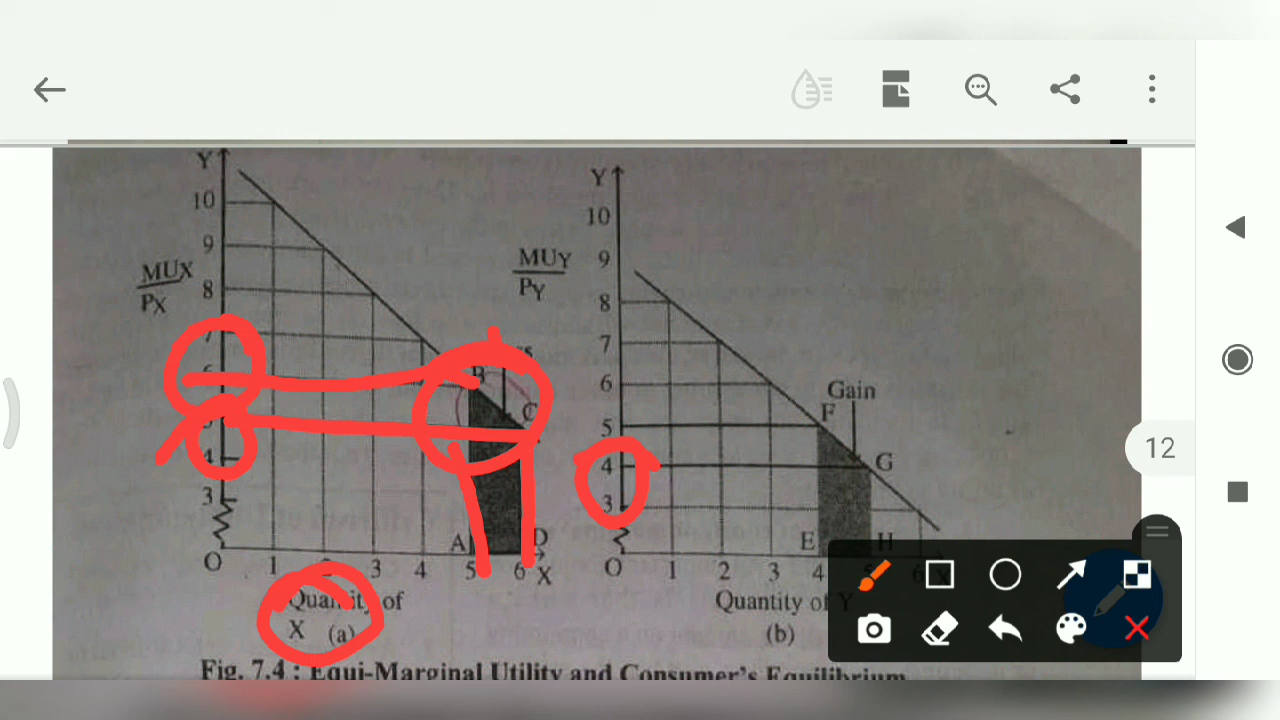 Y
10
9
8
7
6
5
4
3
O
MUX
PX
B
C
A
D
1 2 3 4 5 6 X
Quantity of
X (a)
Y
10
9
8
7
6
5
4
3
O
MUY
PY
Gain
F
G
E
H
1 2 3 4 6
Quantity of Y
(b)
12
Fig. 7.4 : Equi-Marginal Utility and Consumer's Equilibrium